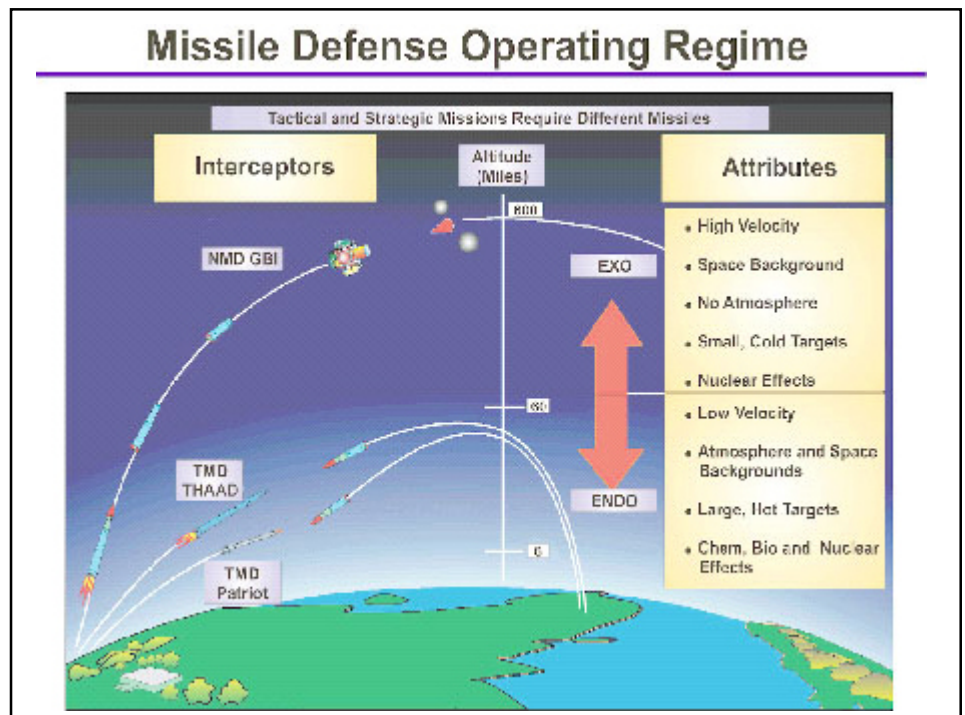 Missile Defense Operating Regime
Tactical and Strategic Missions Require Different Missiles
Interceptors
Altitude
(Miles)
Attributes
600
NMD GBI
EXO
• High Velocity
• Space Background
• No Atmosphere
• Small, Cold Targets
• Nuclear Effects
60
• Low Velocity
• Atmosphere and Space
Backgrounds
• Large, Hot Targets
• Chem, Bio and Nuclear
Effects
TMD
THAAD
ENDO
6
TMD
Patriot